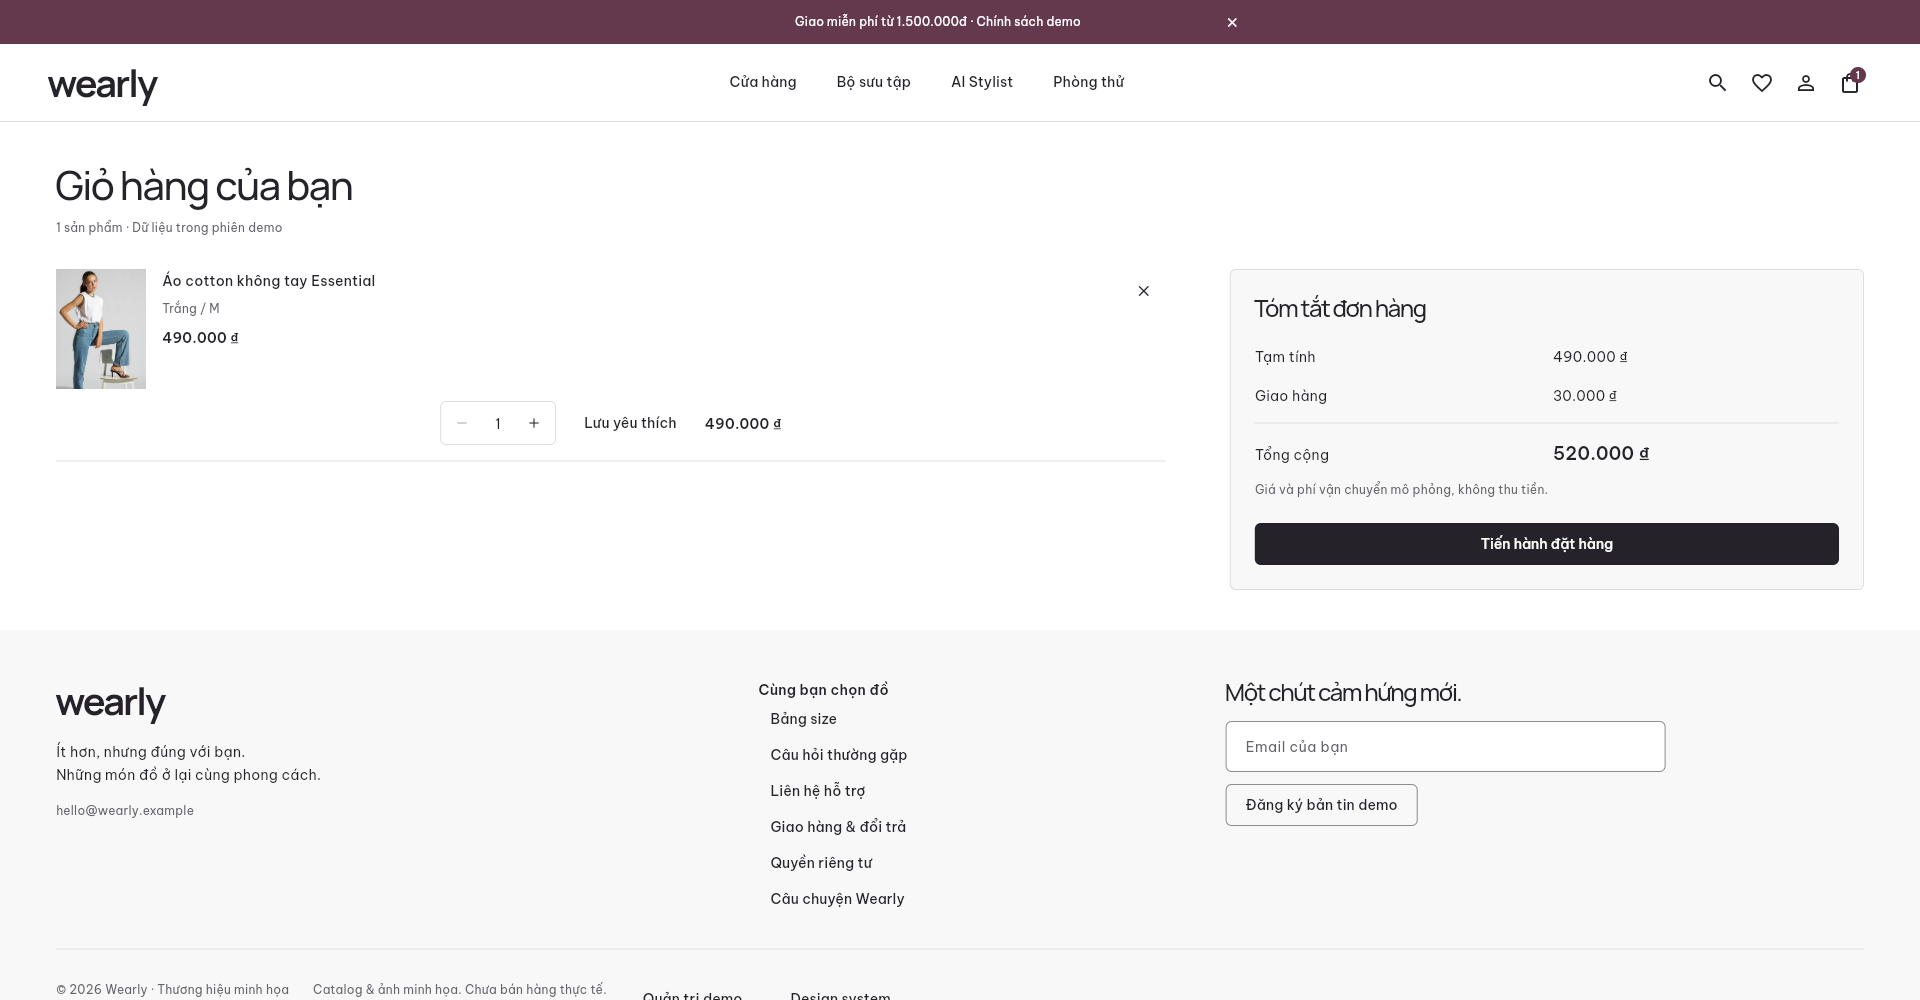 Giao miễn phí từ 1.500.000đ · Chính sách demo
wearly
Cửa hàng
Bộ sưu tập
AI Stylist
Phòng thử
1
Giỏ hàng của bạn
1 sản phẩm · Dữ liệu trong phiên demo
Áo cotton không tay Essential
Trắng / M
490.000 ₫
1
Lưu yêu thích
490.000 ₫
Tóm tắt đơn hàng
Tạm tính 490.000 ₫
Giao hàng 30.000 ₫
Tổng cộng 520.000 ₫
Giá và phí vận chuyển mô phỏng, không thu tiền.
Tiến hành đặt hàng
wearly
Ít hơn, nhưng đúng với bạn.
Những món đồ ở lại cùng phong cách.
hello@wearly.example
Cùng bạn chọn đồ
Bảng size
Câu hỏi thường gặp
Liên hệ hỗ trợ
Giao hàng & đổi trả
Quyền riêng tư
Câu chuyện Wearly
Một chút cảm hứng mới.
Email của bạn
Đăng ký bản tin demo
© 2026 Wearly · Thương hiệu minh họa
Catalog & ảnh minh họa. Chưa bán hàng thực tế.
Quản trị demo
Design system